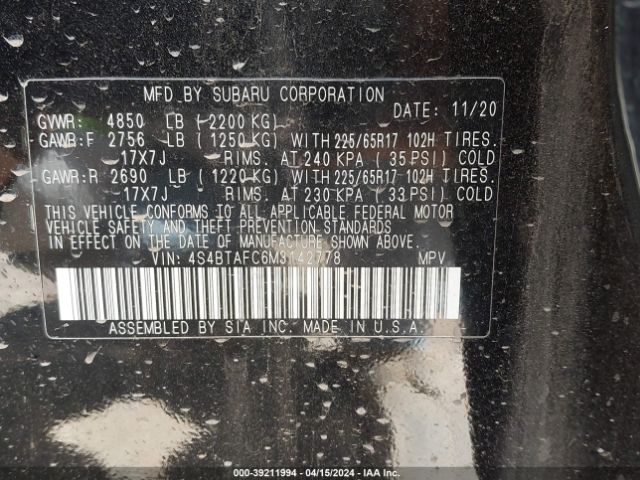 MFD BY SUBARU CORPORATION
DATE: 11/20
GVWR: 4850 LB ( 2200 KG)
GAWR:F 2756 LB ( 1250 KG) WITH 225/65R17 102H TIRES.
17X7J RIMS. AT 240 KPA ( 35 PSI) COLD
GAWR:R 2690 LB ( 1220 KG) WITH 225/65R17 102H TIRES.
17X7J RIMS. AT 230 KPA ( 33 PSI) COLD
THIS VEHICLE CONFORMS TO ALL APPLICABLE FEDERAL MOTOR
VEHICLE SAFETY AND THEFT PREVENTION STANDARDS IN
EFFECT ON THE DATE OF MANUFACTURE SHOWN ABOVE.
VIN: 4S4BTAFC6M3142778 MPV
ASSEMBLED BY SIA INC. MADE IN U.S.A.
000-39211994 - 04/15/2024 - IAA Inc.